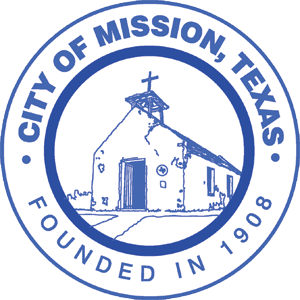 • CITY OF MISSION, TEXAS •
FOUNDED IN 1908